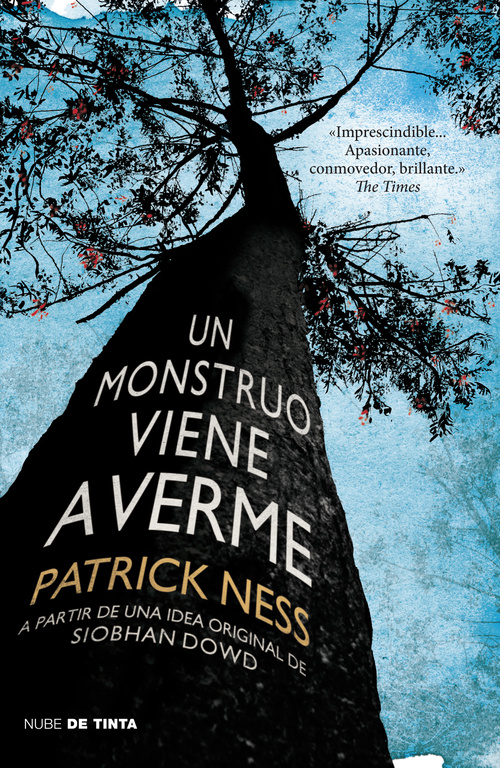 «Imprescindible...
Apasionante,
conmovedor, brillante.»
The Times
UN
MONSTRUO
VIENE
A VERME
PATRICK NESS
A PARTIR DE UNA IDEA ORIGINAL DE
SIOBHAN DOWD
NUBE DE TINTA